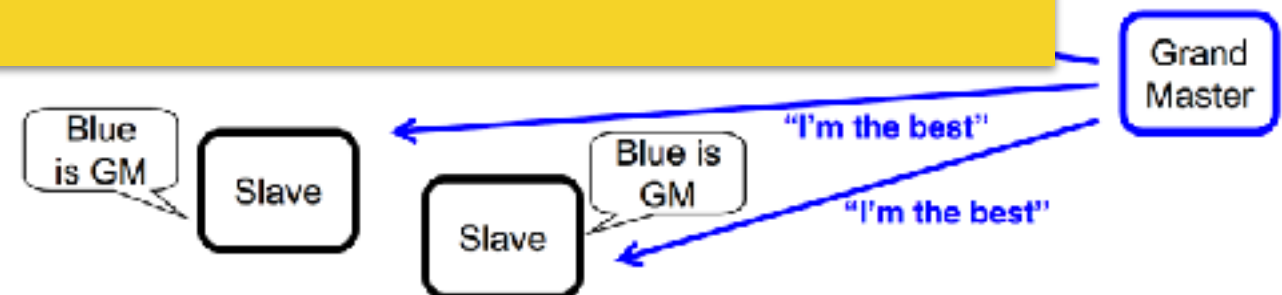 Grand
Master
"I'm the best"
Blue
is GM
Slave
Blue is
GM
Slave
"I'm the best"